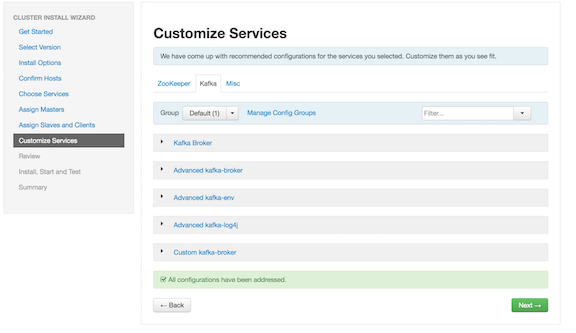 CLUSTER INSTALL WIZARD
Get Started
Select Version
Install Options
Confirm Hosts
Choose Services
Assign Masters
Assign Slaves and Clients
Customize Services
Review
Install, Start and Test
Summary
Customize Services
We have come up with recommended configurations for the services you selected. Customize them as you see fit.
ZooKeeper Kafka Misc
Group Default (1) Manage Config Groups Filter...
Kafka Broker
Advanced kafka-broker
Advanced kafka-env
Advanced kafka-log4j
Custom kafka-broker
All configurations have been addressed.
← Back Next →